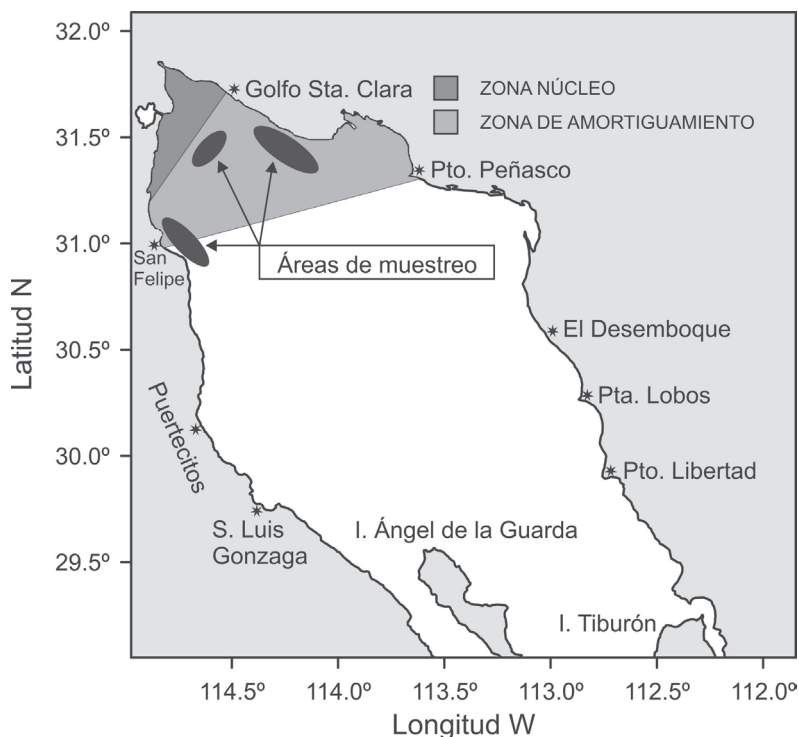 32.0º
31.5º
31.0º
30.5º
30.0º
29.5º
Latitud N
Golfo Sta. Clara
ZONA NÚCLEO
ZONA DE AMORTIGUAMIENTO
Pto. Peñasco
San
Felipe
Áreas de muestreo
El Desemboque
Pta. Lobos
Puertecitos
Pto. Libertad
S. Luis
Gonzaga
I. Ángel de la Guarda
I. Tiburón
114.5º 114.0º 113.5º 113.0º 112.5º 112.0º
Longitud W